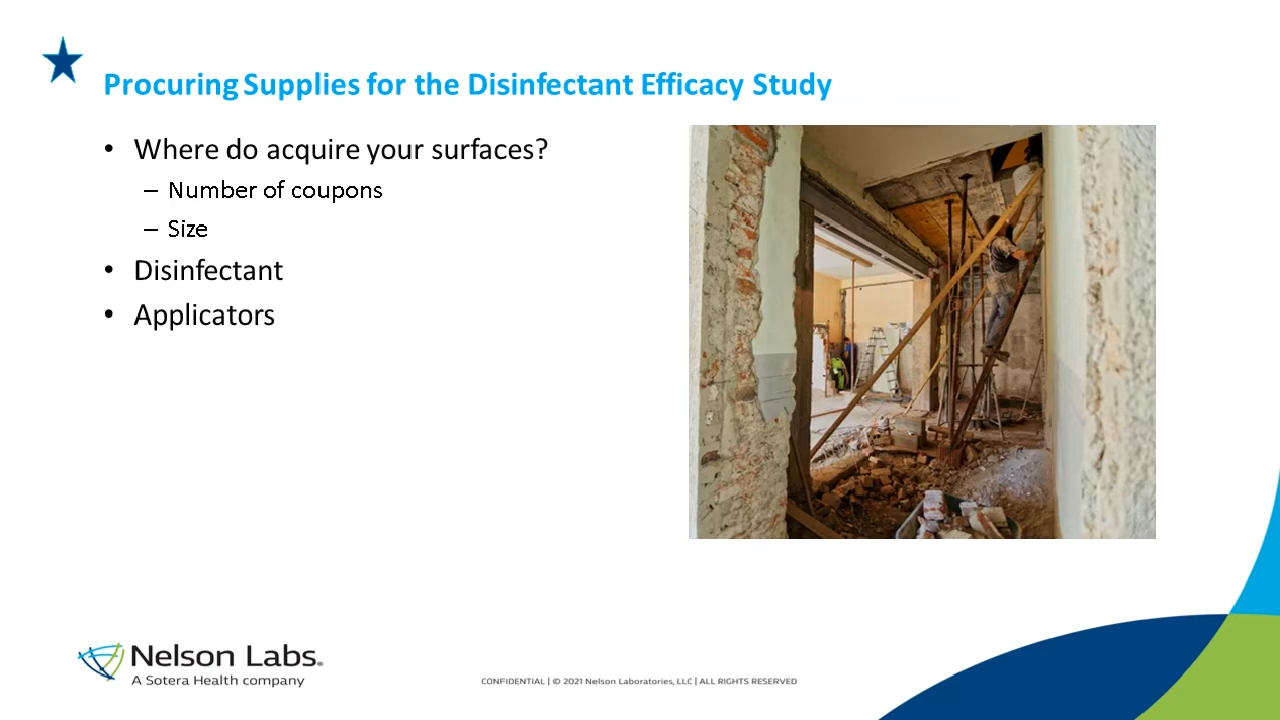 Procuring Supplies for the Disinfectant Efficacy Study
• Where do acquire your surfaces?
– Number of coupons
– Size
• Disinfectant
• Applicators
Nelson Labs®
A Sotera Health company
CONFIDENTIAL | © 2021 Nelson Laboratories, LLC | ALL RIGHTS RESERVED